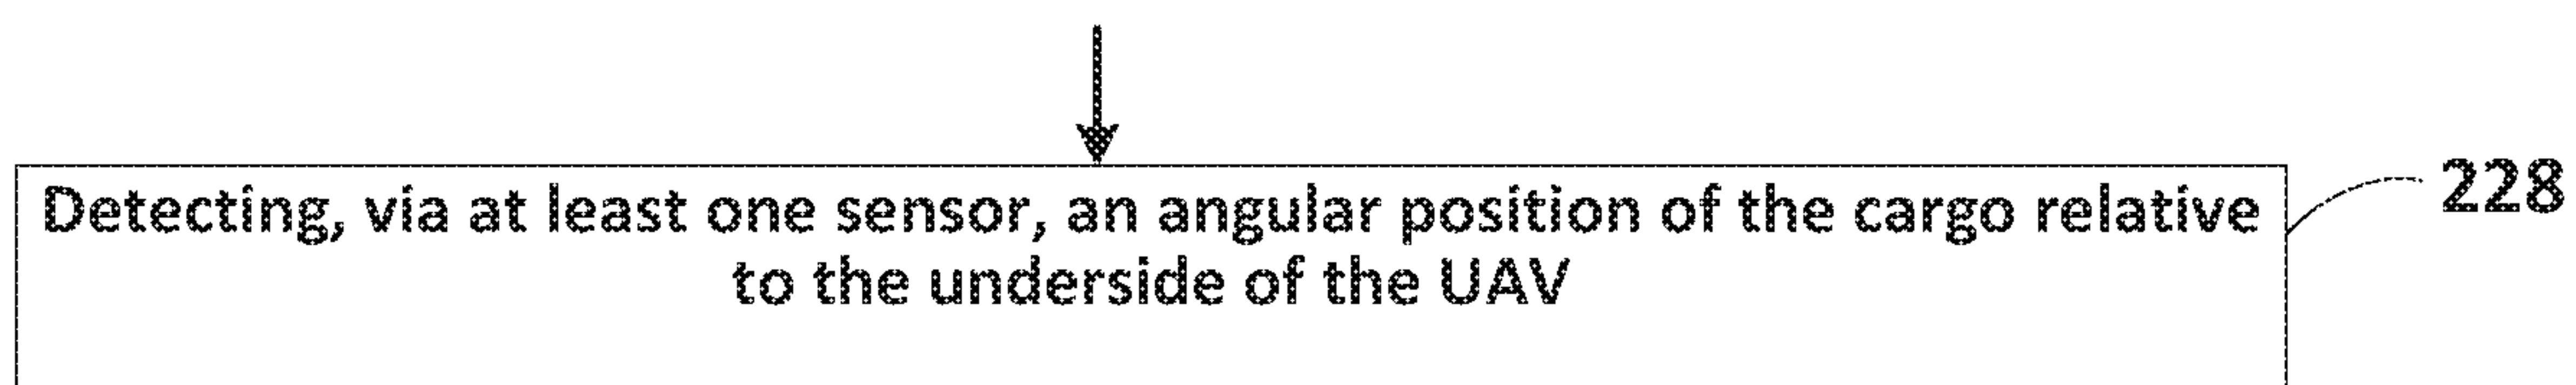 Detecting, via at least one sensor, an angular position of the cargo relative
to the underside of the UAV
228